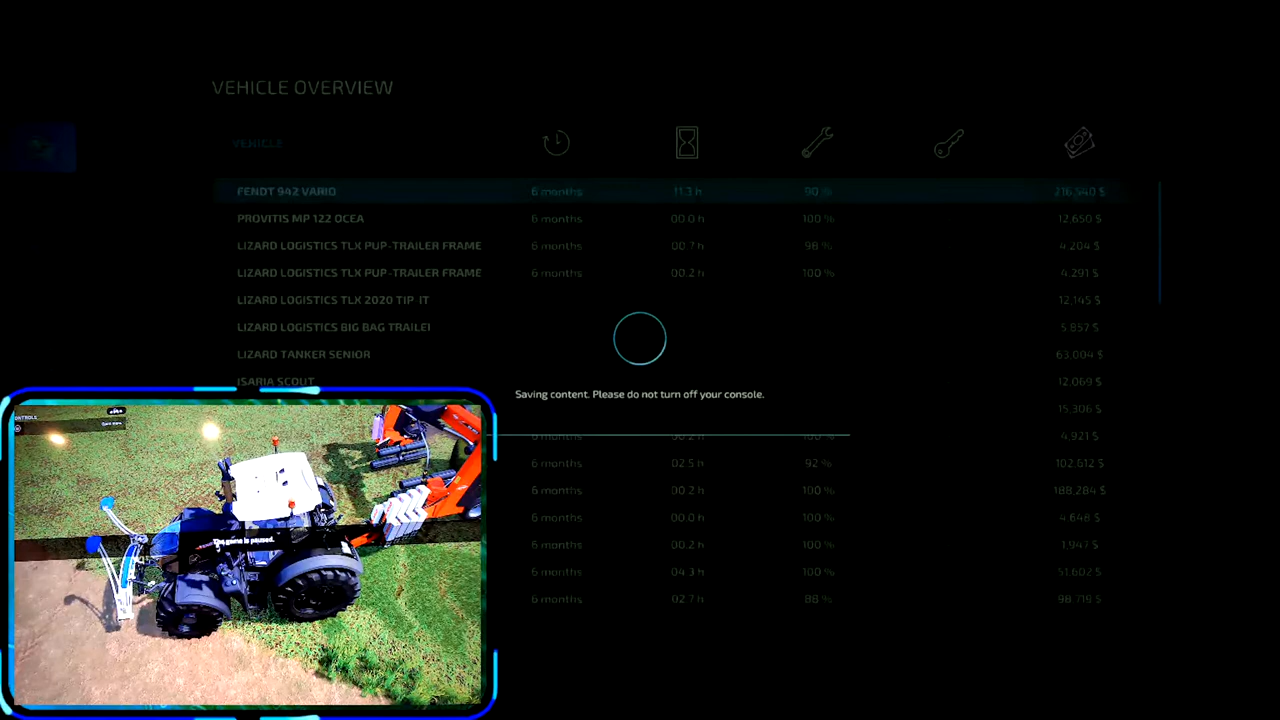 VEHICLE OVERVIEW
VEHICLE
FENDT 942 VARIO 6 months 11.3 h 90 % 216,540 $
PROVITIS MP 122 OCEA 6 months 00.0 h 100 % 12,650 $
LIZARD LOGISTICS TLX PUP-TRAILER FRAME 6 months 00.7 h 98 % 4,204 $
LIZARD LOGISTICS TLX PUP-TRAILER FRAME 6 months 00.2 h 100 % 4,291 $
LIZARD LOGISTICS TLX 2020 TIP-IT 12,145 $
LIZARD LOGISTICS BIG BAG TRAILER 5,857 $
LIZARD TANKER SENIOR 63,004 $
ISARIA SCOUT 12,069 $
Saving content. Please do not turn off your console.
15,306 $
6 months 00.2 h 100 % 4,921 $
6 months 02.5 h 92 % 102,612 $
6 months 00.2 h 100 % 188,284 $
6 months 00.0 h 100 % 4,648 $
6 months 00.2 h 100 % 1,947 $
6 months 04.3 h 100 % 51,602 $
6 months 02.7 h 88 % 98,719 $
The game is paused.